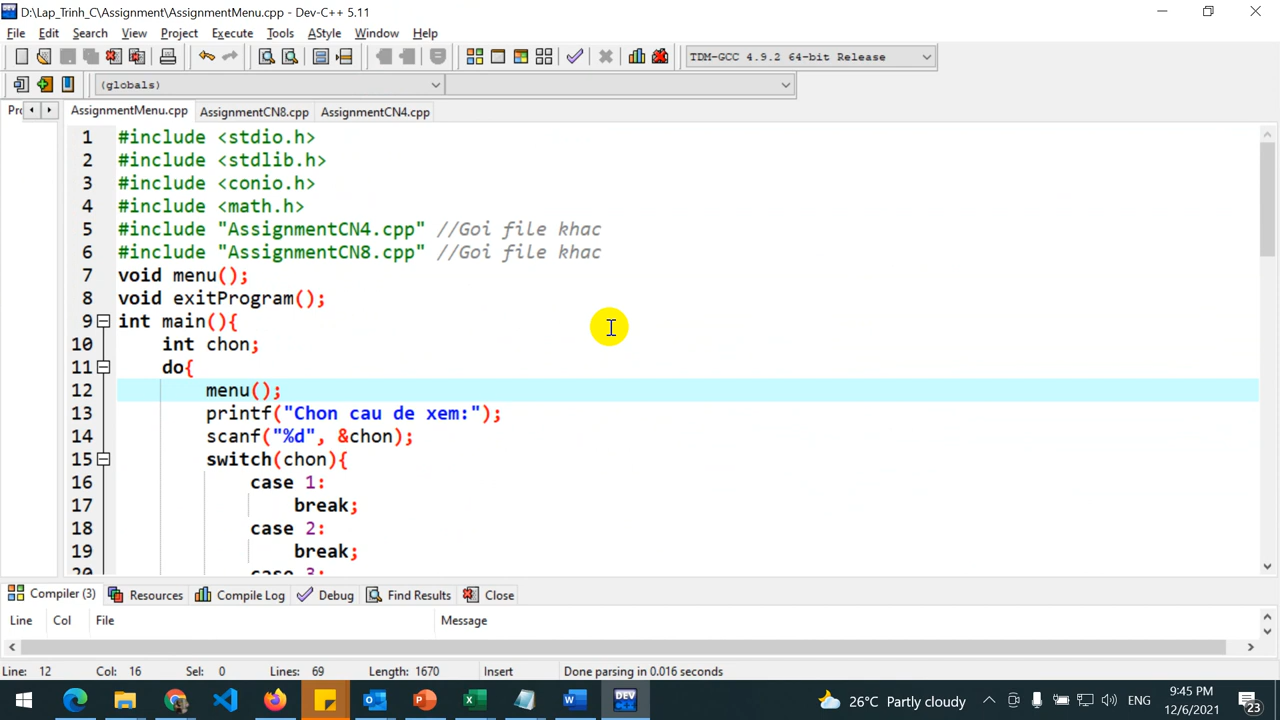 D:\Lap_Trinh_C\Assignment\AssignmentMenu.cpp - Dev-C++ 5.11
File Edit Search View Project Execute Tools AStyle Window Help
TDM-GCC 4.9.2 64-bit Release
(globals)
AssignmentMenu.cpp AssignmentCN8.cpp AssignmentCN4.cpp
1 #include <stdio.h>
2 #include <stdlib.h>
3 #include <conio.h>
4 #include <math.h>
5 #include "AssignmentCN4.cpp" //Goi file khac
6 #include "AssignmentCN8.cpp" //Goi file khac
7 void menu();
8 void exitProgram();
9 int main(){
10 int chon;
11 do{
12 menu();
13 printf("Chon cau de xem:");
14 scanf("%d", &chon);
15 switch(chon){
16 case 1:
17 break;
18 case 2:
19 break;
20 case 3:
Compiler (3) Resources Compile Log Debug Find Results Close
Line Col File Message
Line: 12 Col: 16 Sel: 0 Lines: 69 Length: 1670 Insert Done parsing in 0.016 seconds
DEV C++
26°C Partly cloudy ENG
9:45 PM
12/6/2021
23